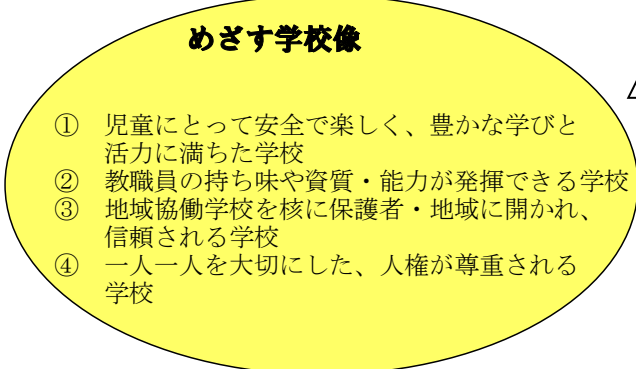 めざす学校像
① 児童にとって安全で楽しく、豊かな学びと
活力に満ちた学校
② 教職員の持ち味や資質・能力が発揮できる学校
③ 地域協働学校を核に保護者・地域に開かれ、
信頼される学校
④ 一人一人を大切にした、人権が尊重される
学校